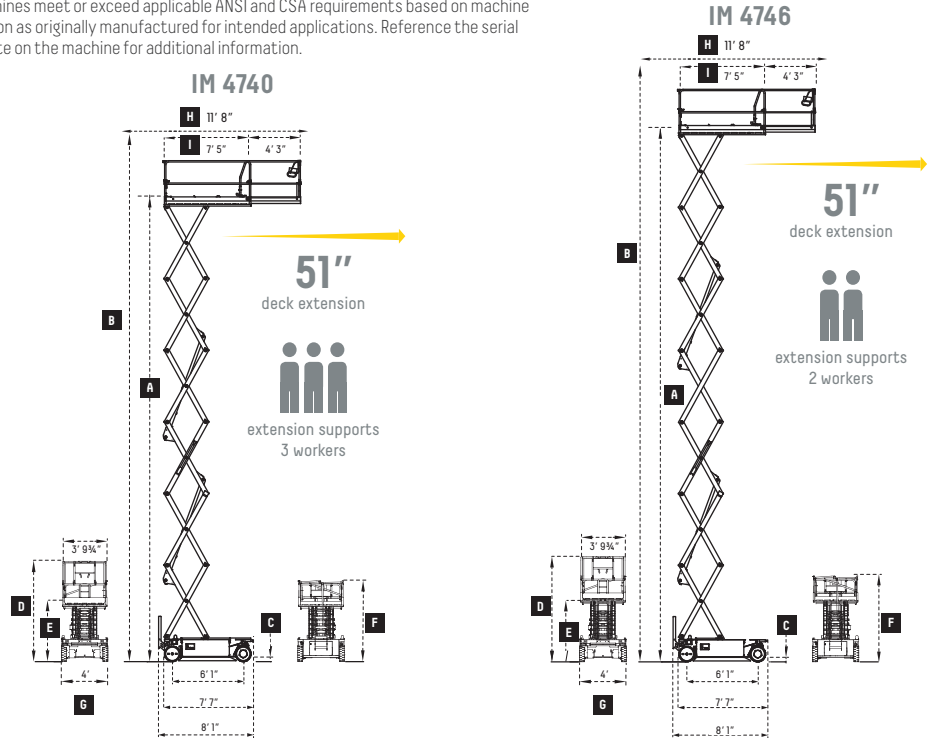 nines meet or exceed applicable ANSI and CSA requirements based on machine
on as originally manufactured for intended applications. Reference the serial
te on the machine for additional information.
IM 4740
H 11' 8"
I 7' 5" 4' 3"
51"
deck extension
B
A
extension supports
3 workers
3' 9¾"
D
E
C
F
4'
6' 1"
G
7' 7"
8' 1"
IM 4746
H 11' 8"
I 7' 5" 4' 3"
51"
deck extension
B
extension supports
2 workers
A
3' 9¾"
D
E
C
F
4'
6' 1"
G
7' 7"
8' 1"